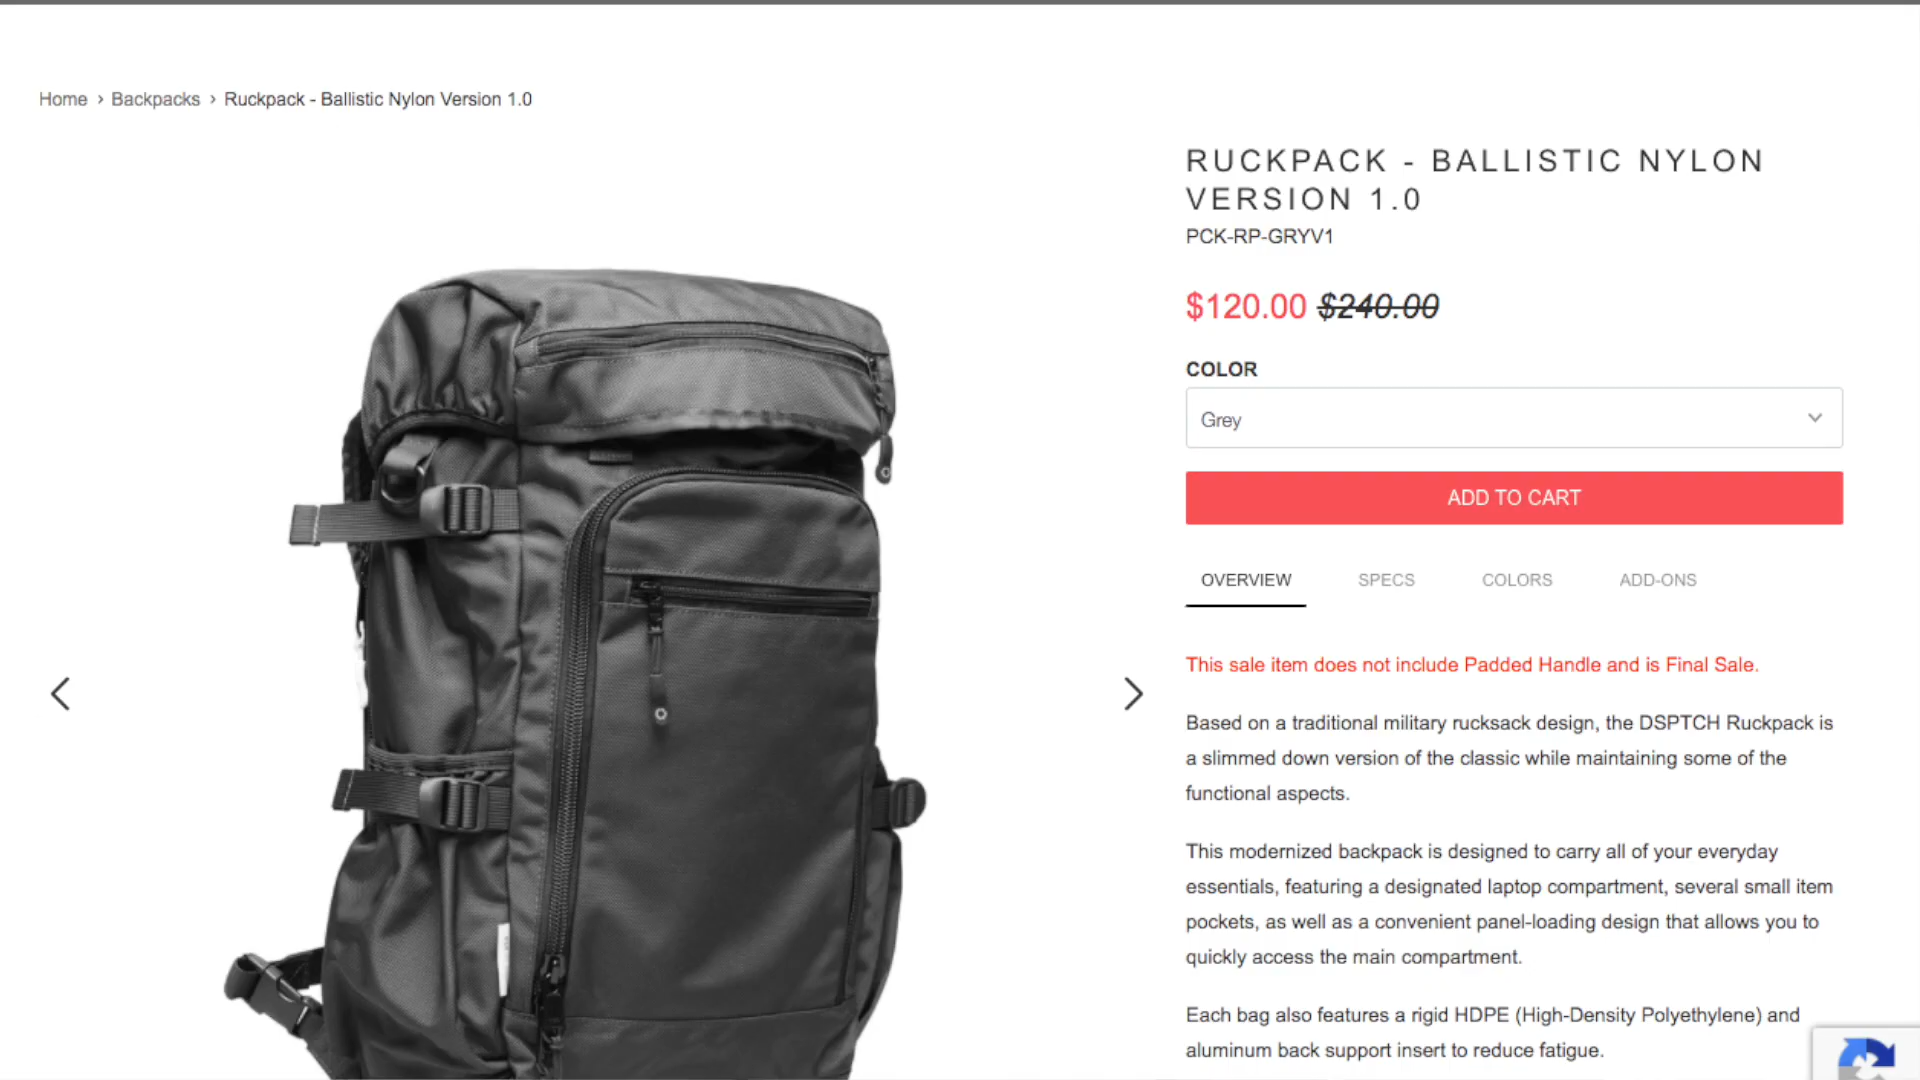 Home › Backpacks › Ruckpack - Ballistic Nylon Version 1.0
RUCKPACK - BALLISTIC NYLON
VERSION 1.0
PCK-RP-GRYV1
$120.00 $240.00
COLOR
Grey
ADD TO CART
OVERVIEW SPECS COLORS ADD-ONS
This sale item does not include Padded Handle and is Final Sale.
Based on a traditional military rucksack design, the DSPTCH Ruckpack is
a slimmed down version of the classic while maintaining some of the
functional aspects.
This modernized backpack is designed to carry all of your everyday
essentials, featuring a designated laptop compartment, several small item
pockets, as well as a convenient panel-loading design that allows you to
quickly access the main compartment.
Each bag also features a rigid HDPE (High-Density Polyethylene) and
aluminum back support insert to reduce fatigue.